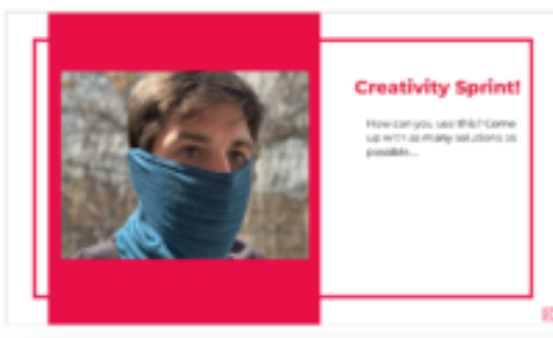 Creativity Sprint!
How can you use this? Come
up with as many solutions as
possible...